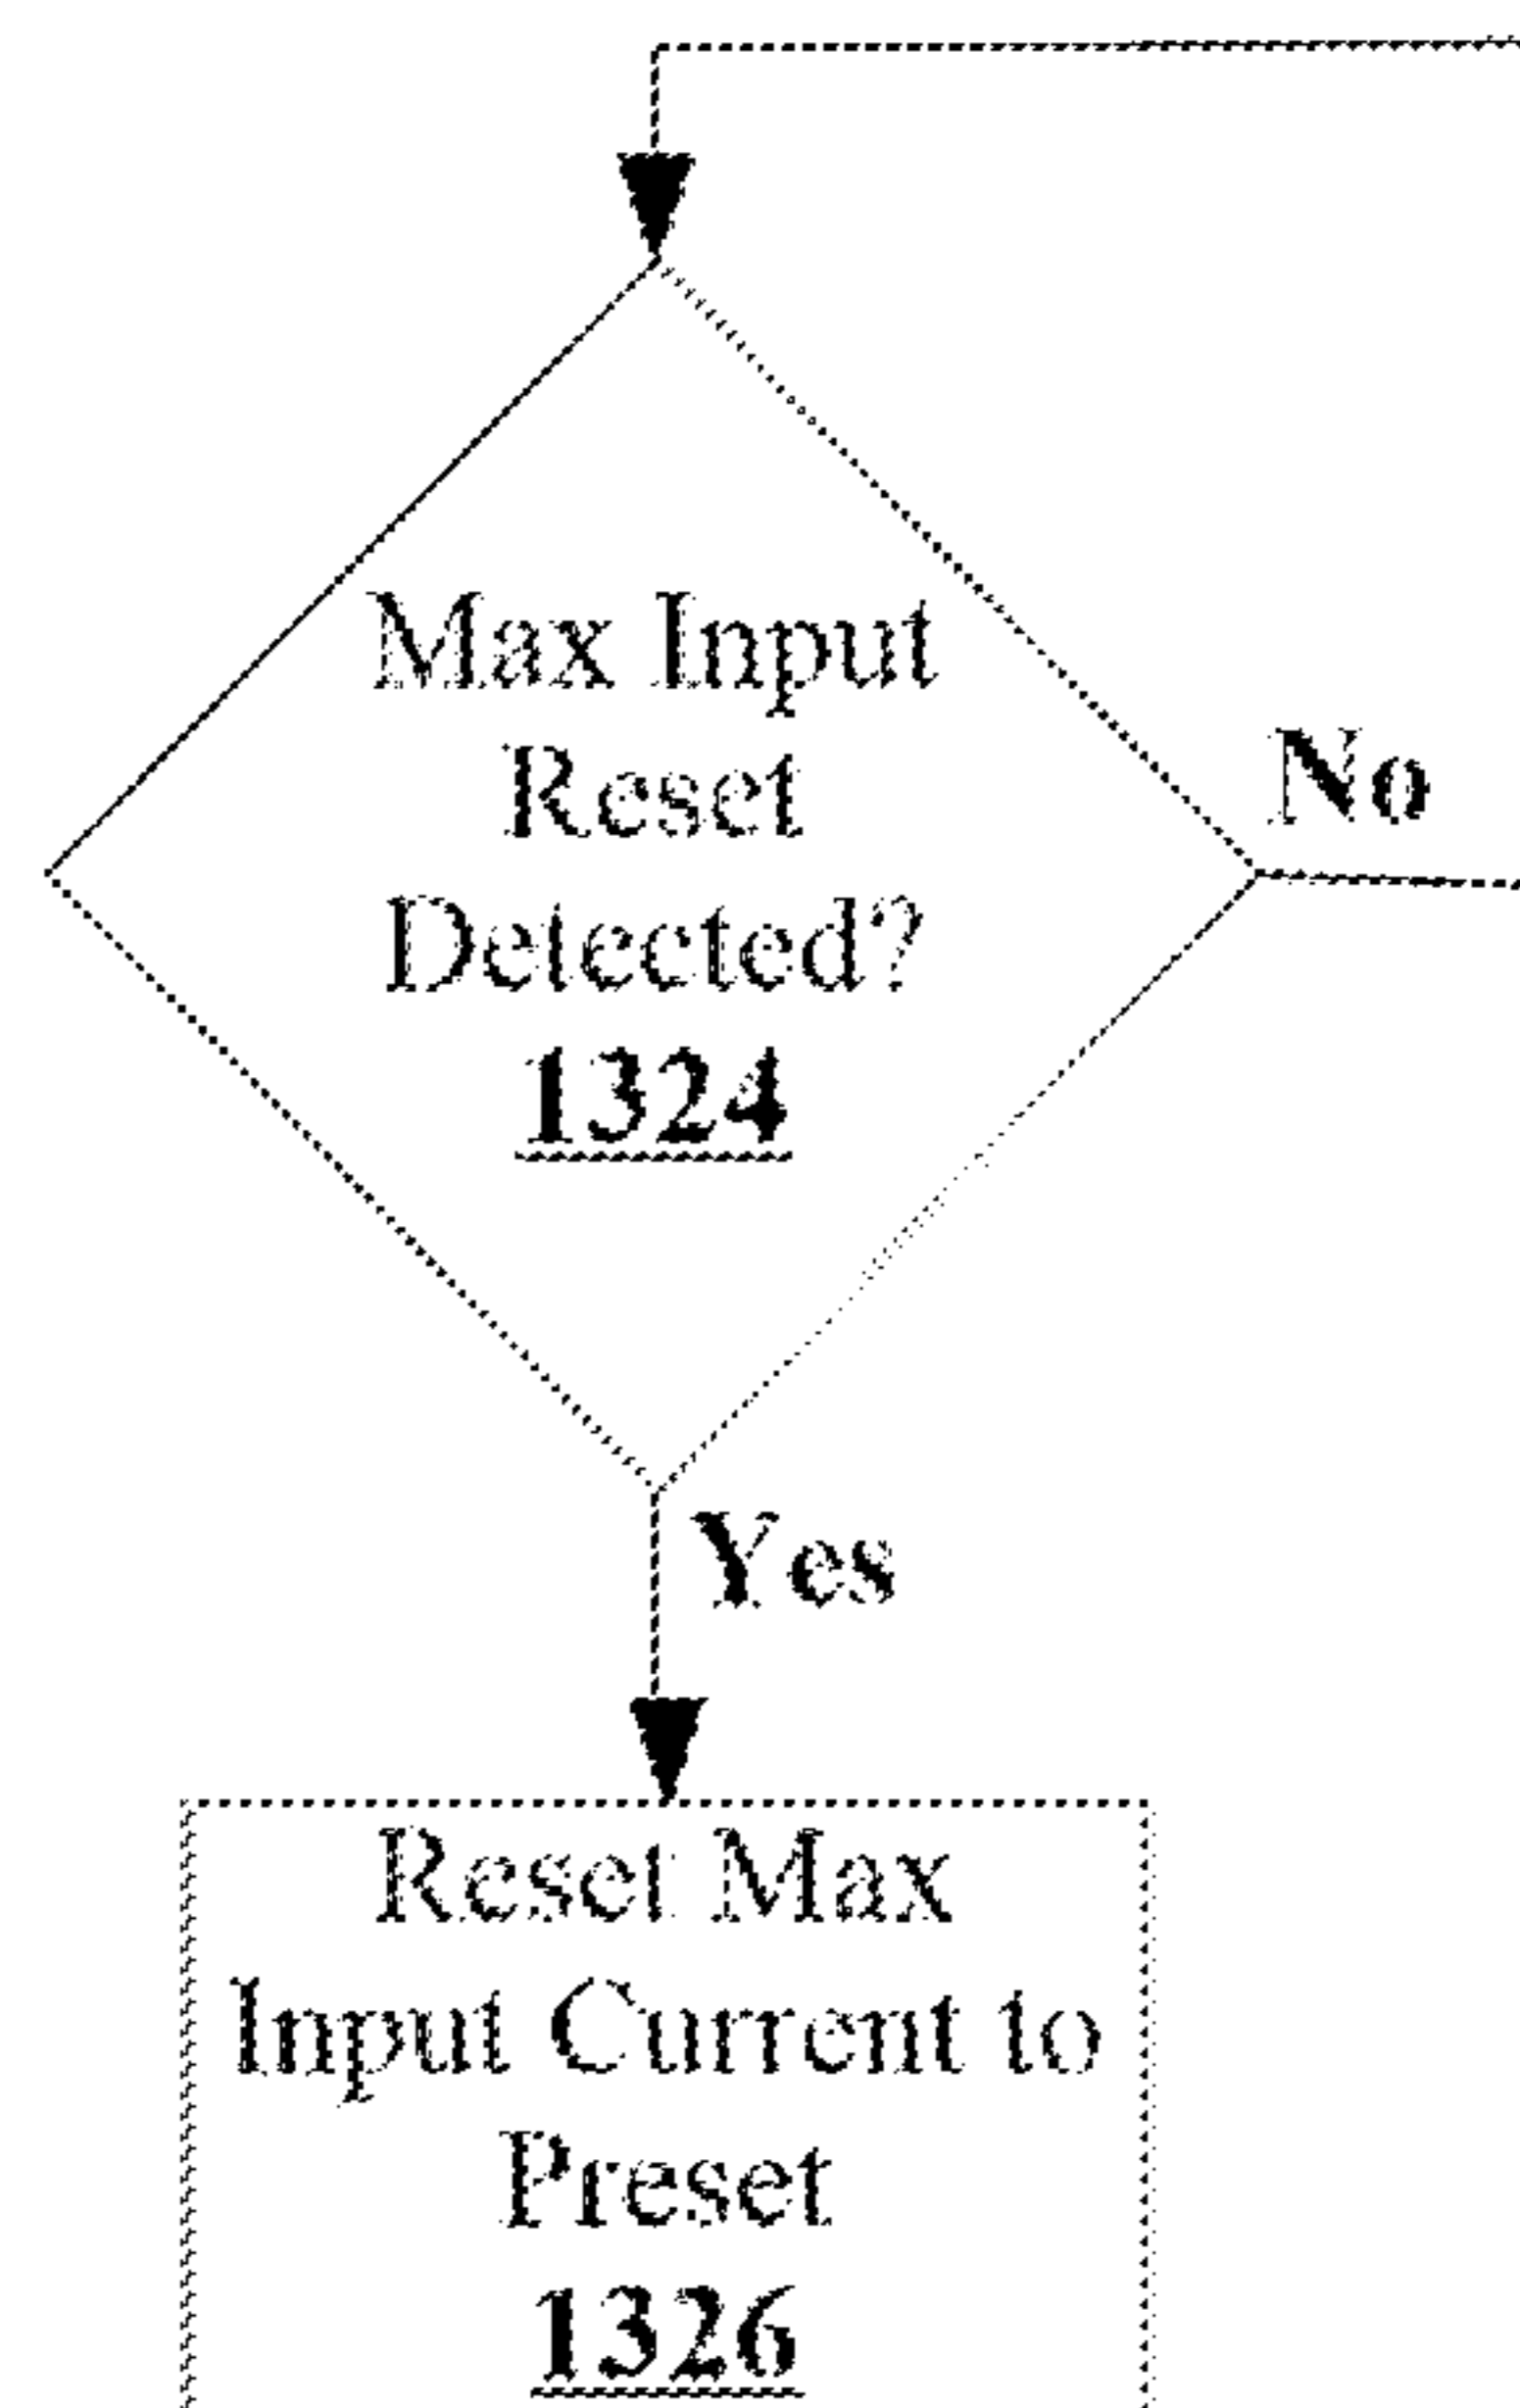 Max Input
Reset
Detected?
1324
No
Yes
Reset Max
Input Current to
Preset
1326